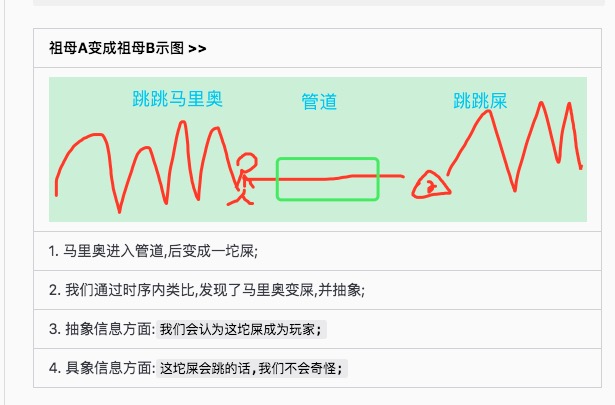 祖母A变成祖母B示图 >>
跳跳马里奥 管道 跳跳屎
1. 马里奥进入管道,后变成一坨屎;
2. 我们通过时序内类比,发现了马里奥变屎,并抽象;
3. 抽象信息方面:我们会认为这坨屎成为玩家;
4. 具象信息方面:这坨屎会跳的话,我们不会奇怪;